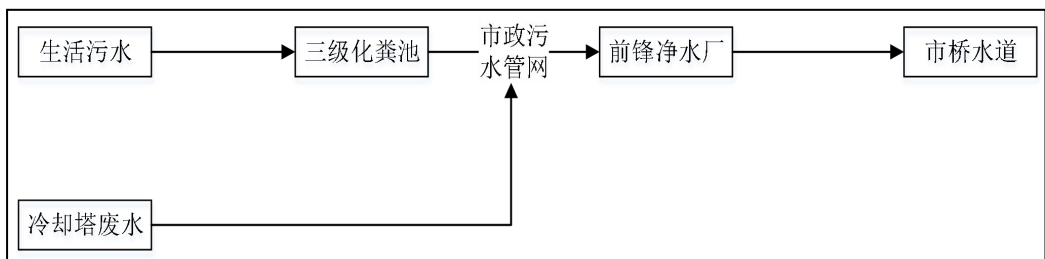 生活污水
三级化粪池
市政污
水管网
前锋净水厂
市桥水道
冷却塔废水